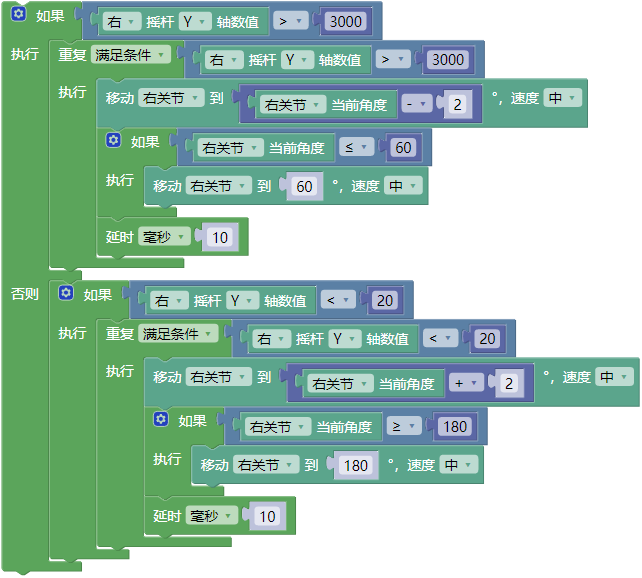 如果 右 摇杆 Y 轴数值 > 3000
执行 重复 满足条件 右 摇杆 Y 轴数值 > 3000
执行 移动 右关节 到 右关节 当前角度 - 2 °，速度 中
如果 右关节 当前角度 ≤ 60
执行 移动 右关节 到 60 °，速度 中
延时 毫秒 10
否则 如果 右 摇杆 Y 轴数值 < 20
执行 重复 满足条件 右 摇杆 Y 轴数值 < 20
执行 移动 右关节 到 右关节 当前角度 + 2 °，速度 中
如果 右关节 当前角度 ≥ 180
执行 移动 右关节 到 180 °，速度 中
延时 毫秒 10